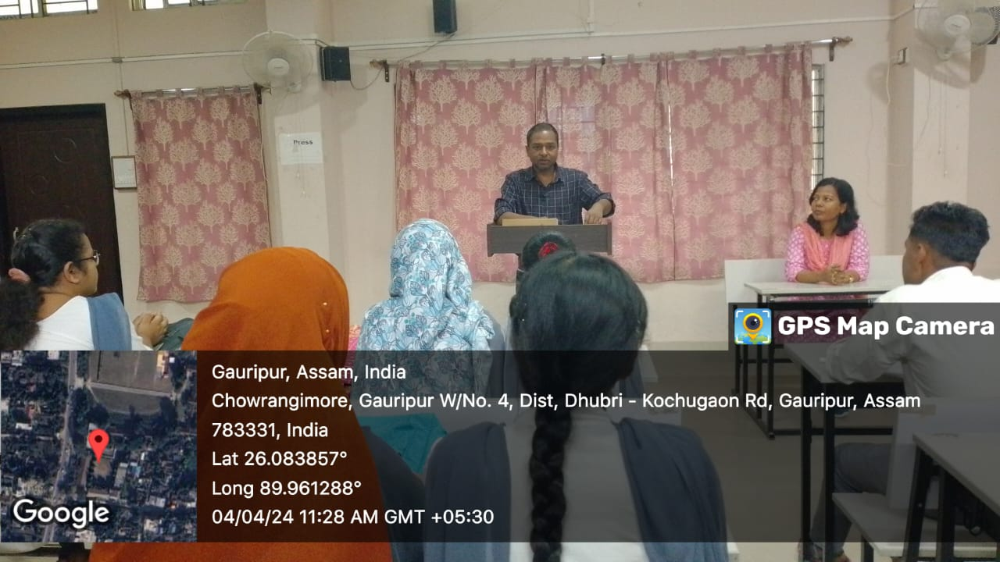 Press
GPS Map Camera
Gauripur, Assam, India
Chowrangimore, Gauripur W/No. 4, Dist, Dhubri - Kochugaon Rd, Gauripur, Assam
783331, India
Lat 26.083857°
Long 89.961288°
04/04/24 11:28 AM GMT +05:30
Google